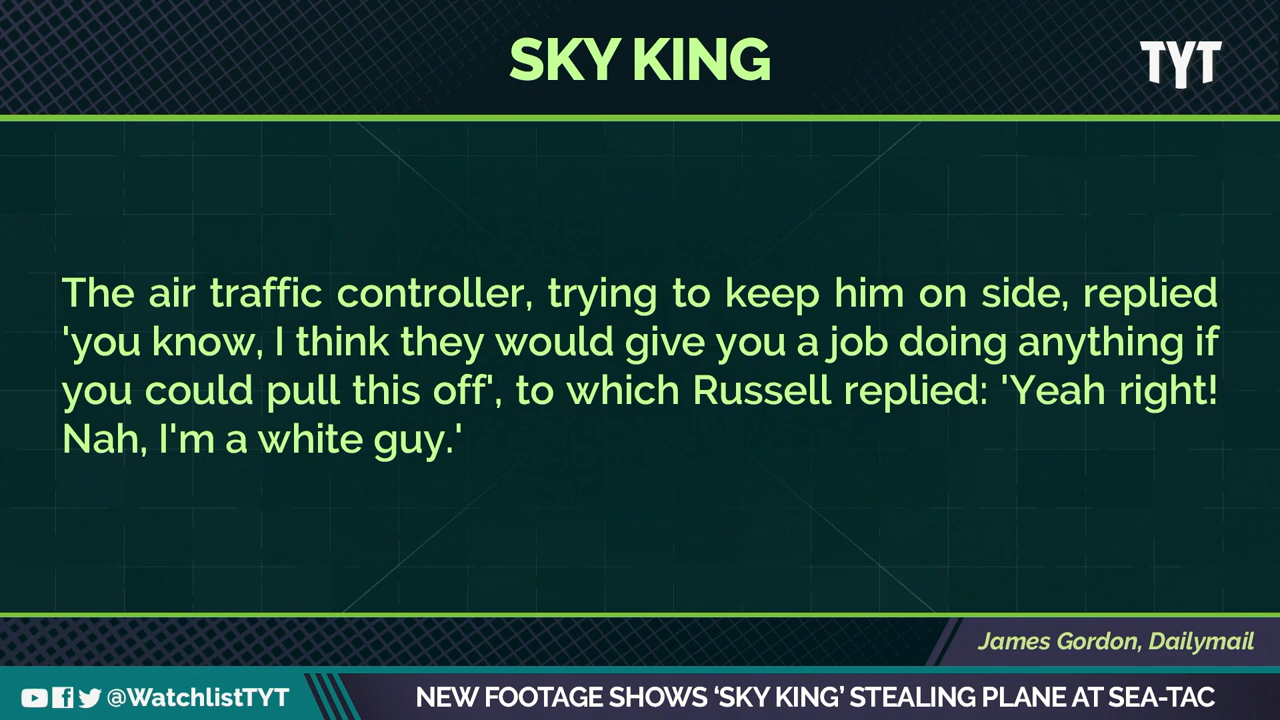 SKY KING
TYT
The air traffic controller, trying to keep him on side, replied
'you know, I think they would give you a job doing anything if
you could pull this off', to which Russell replied: 'Yeah right!
Nah, I'm a white guy.'
James Gordon, Dailymail
@WatchlistTYT
NEW FOOTAGE SHOWS ‘SKY KING’ STEALING PLANE AT SEA-TAC